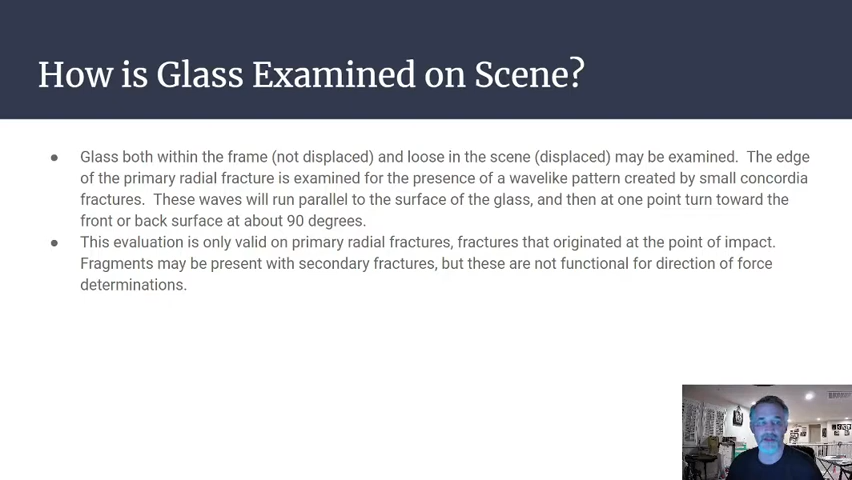 How is Glass Examined on Scene?
● Glass both within the frame (not displaced) and loose in the scene (displaced) may be examined. The edge
of the primary radial fracture is examined for the presence of a wavelike pattern created by small concordia
fractures. These waves will run parallel to the surface of the glass, and then at one point turn toward the
front or back surface at about 90 degrees.
● This evaluation is only valid on primary radial fractures, fractures that originated at the point of impact.
Fragments may be present with secondary fractures, but these are not functional for direction of force
determinations.